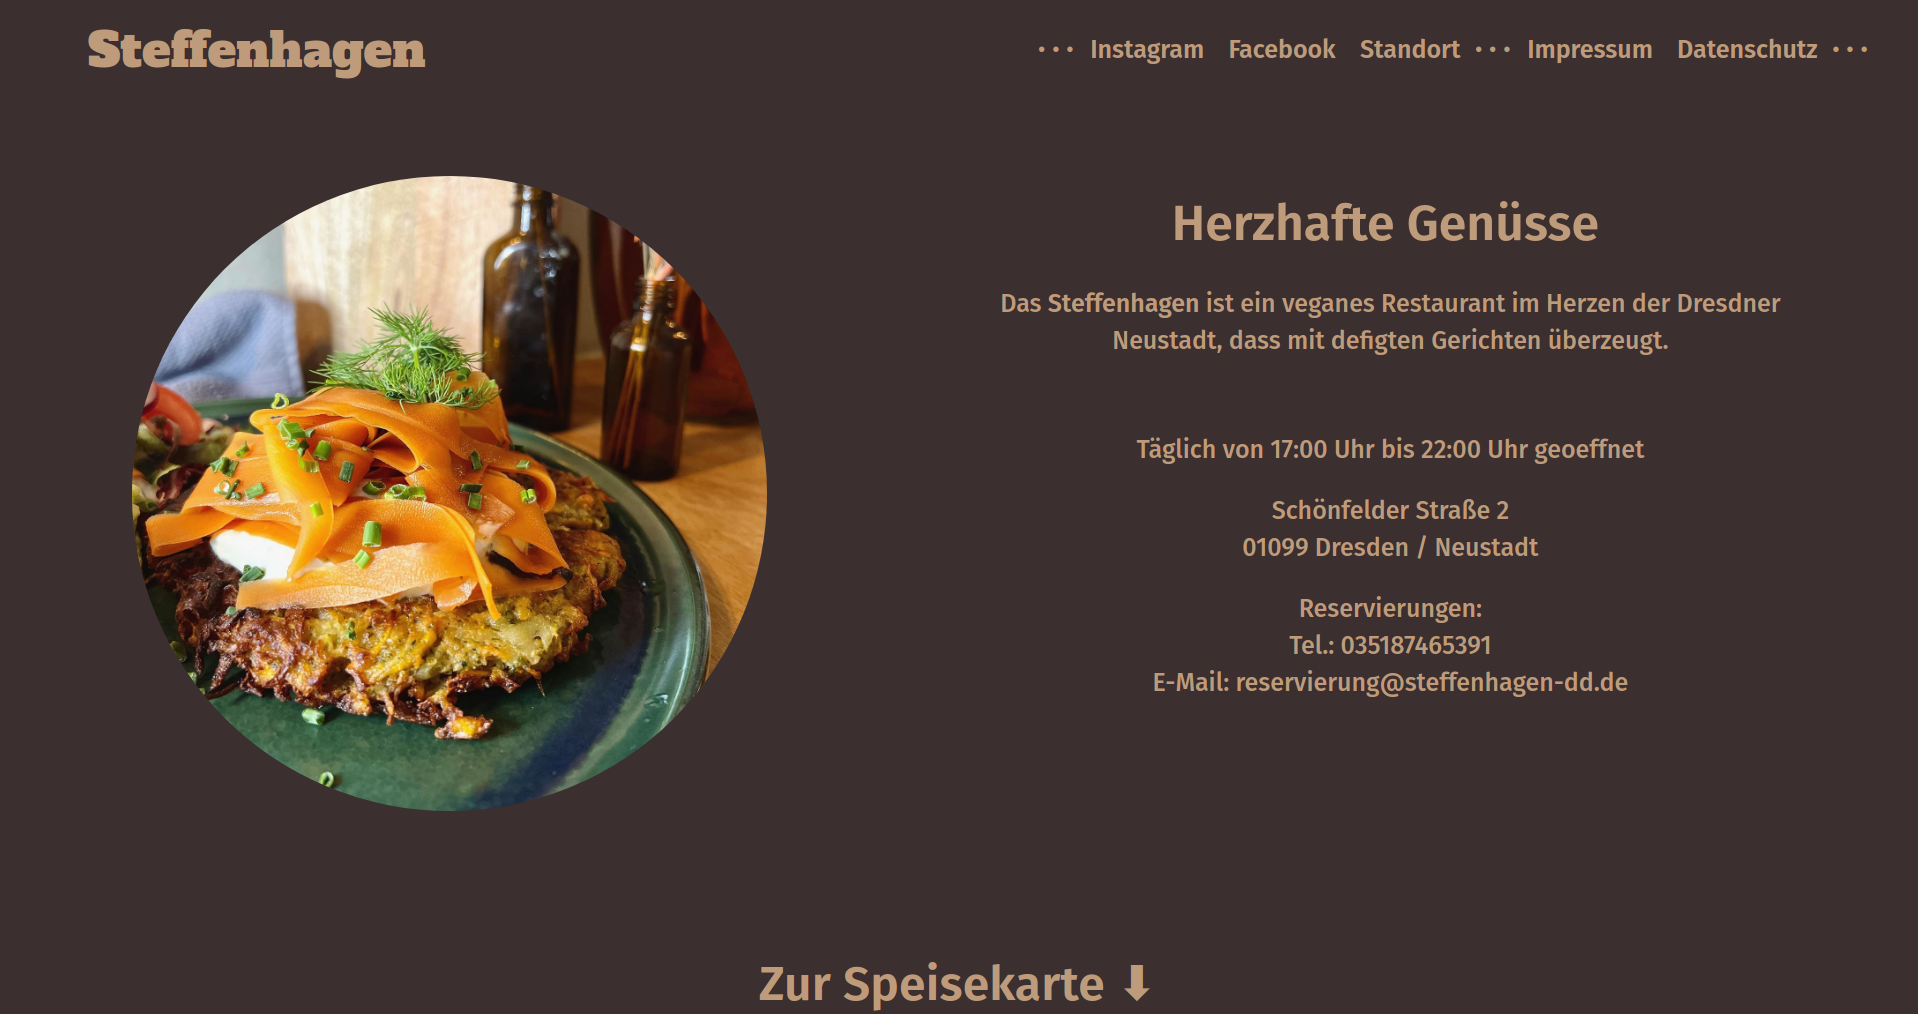 Steffenhagen
• • • Instagram Facebook Standort • • • Impressum Datenschutz • • •
Herzhafte Genüsse
Das Steffenhagen ist ein veganes Restaurant im Herzen der Dresdner
Neustadt, dass mit defigten Gerichten überzeugt.
Täglich von 17:00 Uhr bis 22:00 Uhr geoeffnet
Schönfelder Straße 2
01099 Dresden / Neustadt
Reservierungen:
Tel.: 035187465391
E-Mail: reservierung@steffenhagen-dd.de
Zur Speisekarte ⬇